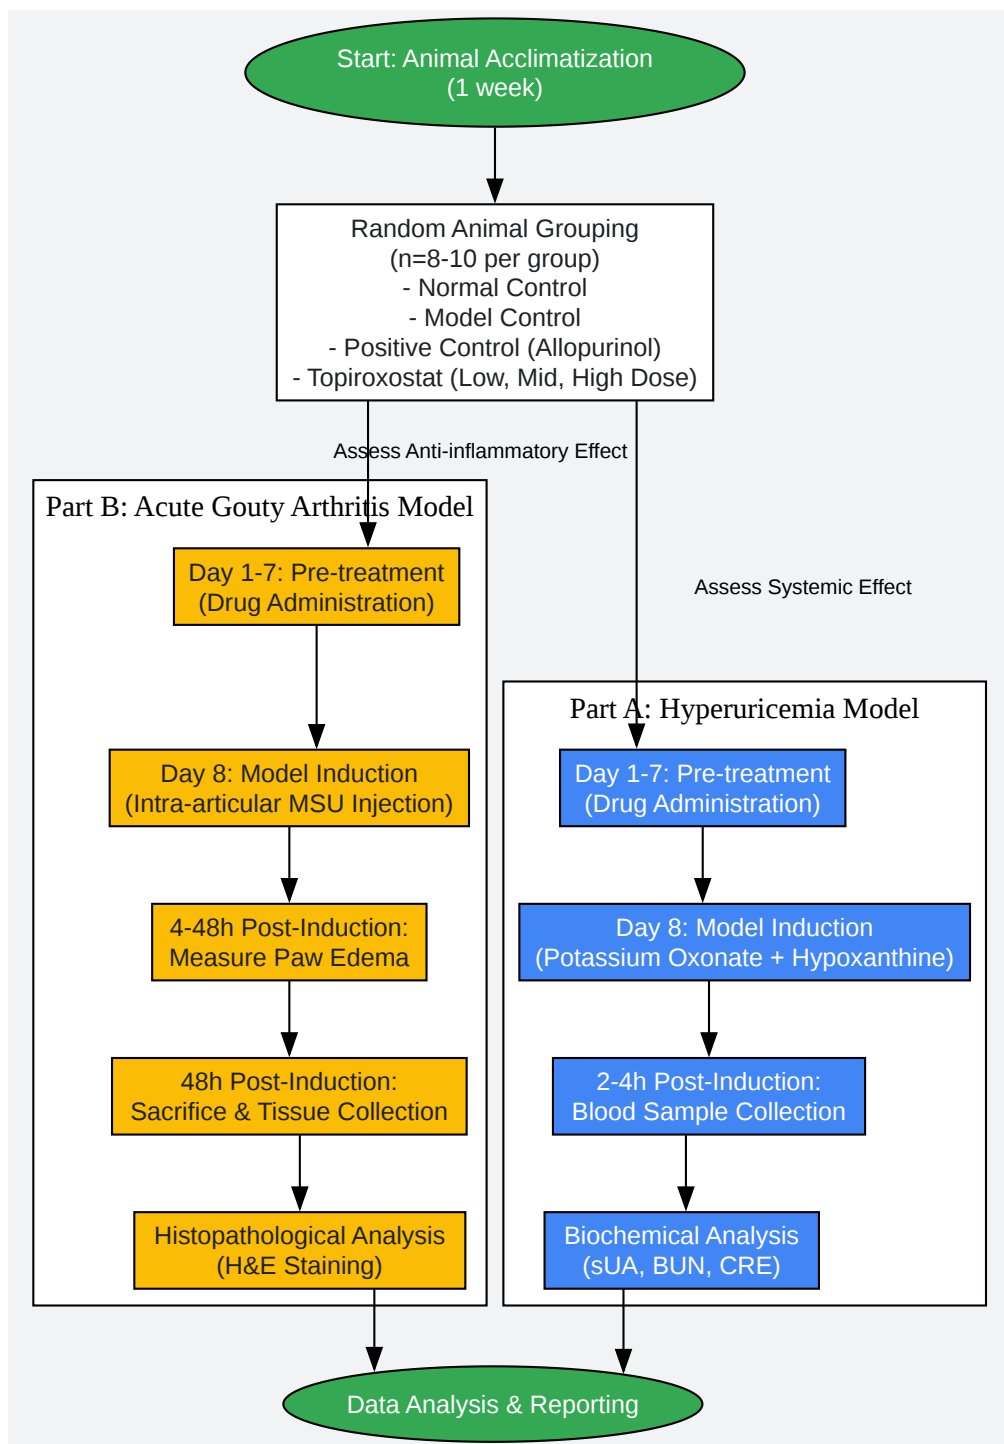 Start: Animal Acclimatization
(1 week)
Random Animal Grouping
(n=8-10 per group)
- Normal Control
- Model Control
- Positive Control (Allopurinol)
- Topiroxostat (Low, Mid, High Dose)
Assess Anti-inflammatory Effect
Assess Systemic Effect
Part B: Acute Gouty Arthritis Model
Day 1-7: Pre-treatment
(Drug Administration)
Day 8: Model Induction
(Intra-articular MSU Injection)
4-48h Post-Induction:
Measure Paw Edema
48h Post-Induction:
Sacrifice & Tissue Collection
Histopathological Analysis
(H&E Staining)
Part A: Hyperuricemia Model
Day 1-7: Pre-treatment
(Drug Administration)
Day 8: Model Induction
(Potassium Oxonate + Hypoxanthine)
2-4h Post-Induction:
Blood Sample Collection
Biochemical Analysis
(sUA, BUN, CRE)
Data Analysis & Reporting